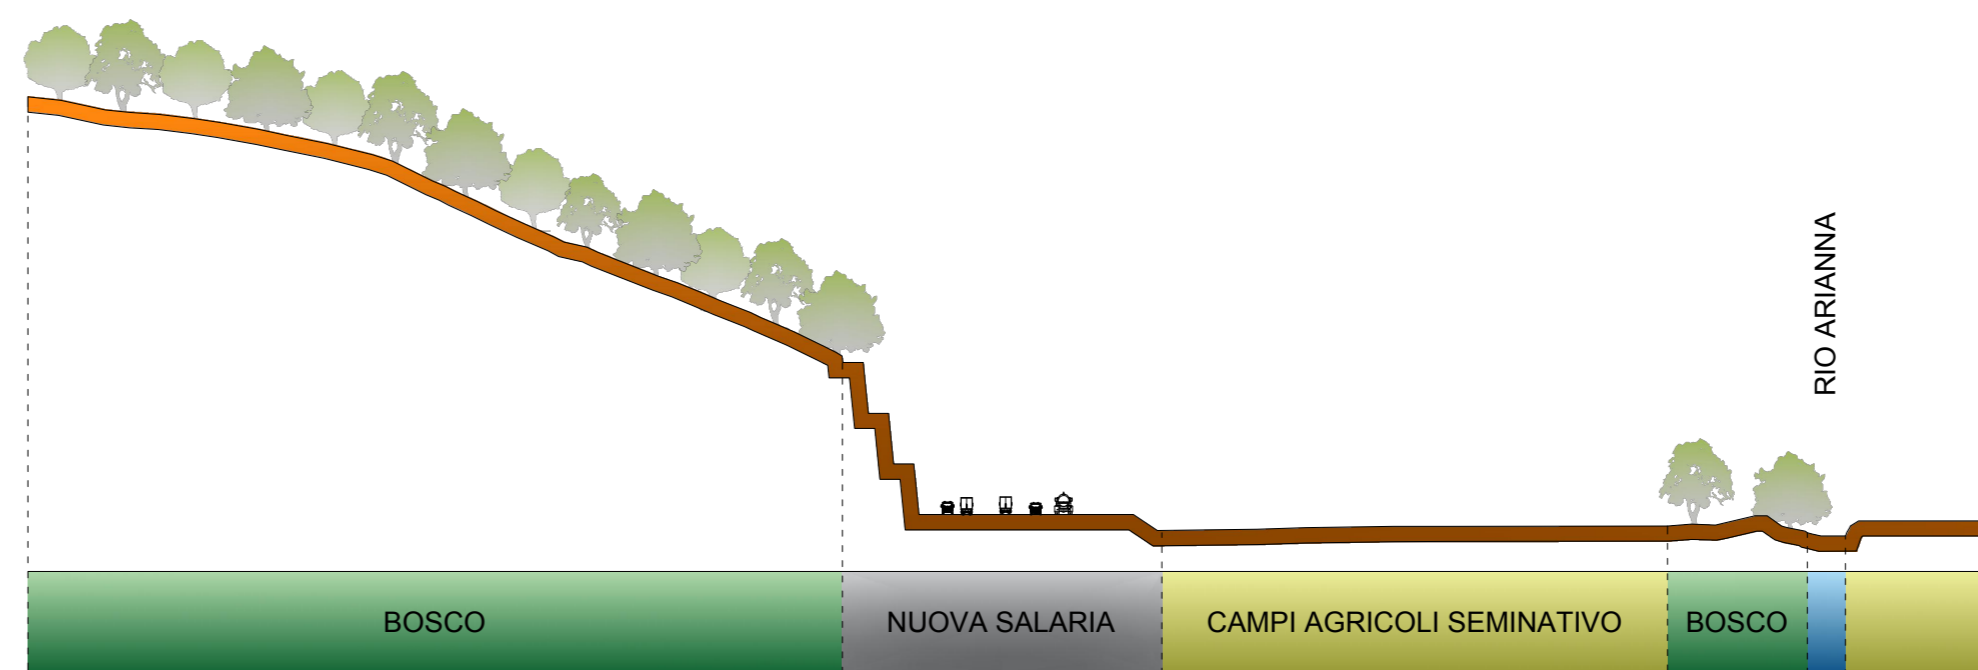 RIO ARIANNA
BOSCO
NUOVA SALARIA
CAMPI AGRICOLI SEMINATIVO
BOSCO